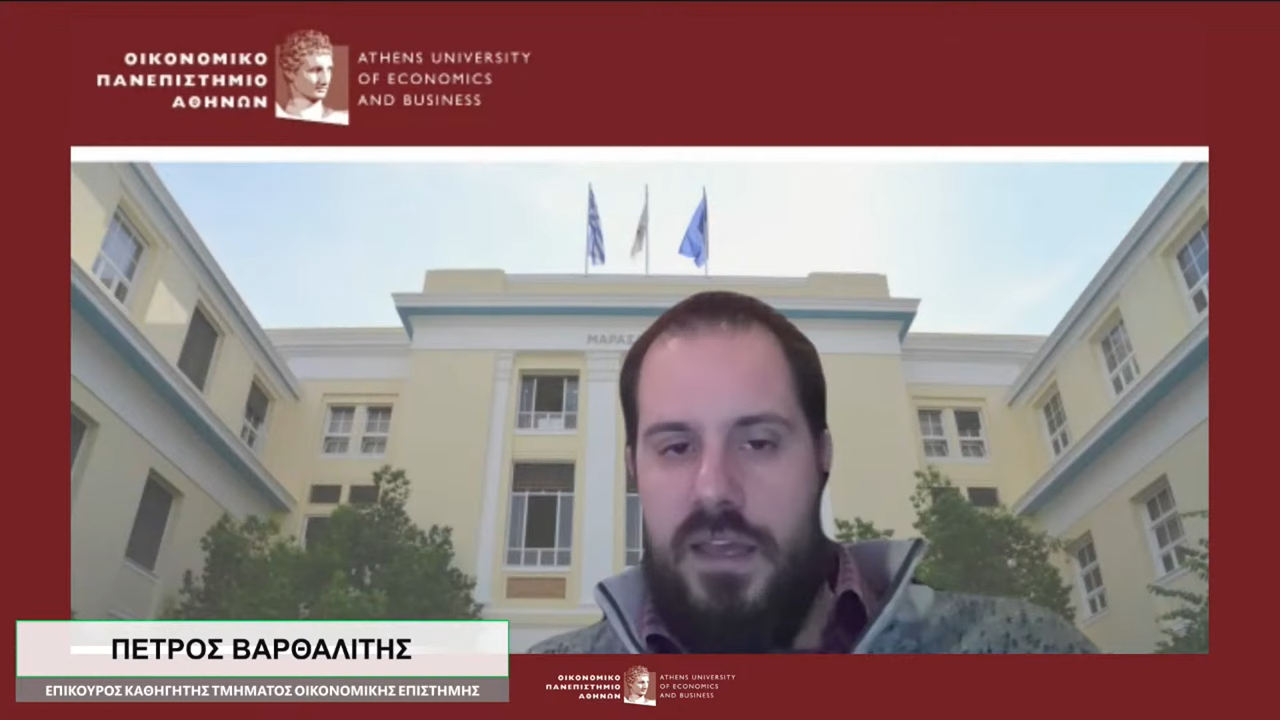 ΟΙΚΟΝΟΜΙΚΟ
ΠΑΝΕΠΙΣΤΗΜΙΟ
ΑΘΗΝΩΝ
ATHENS UNIVERSITY
OF ECONOMICS
AND BUSINESS
ΜΑΡΑΣ
ΠΕΤΡΟΣ ΒΑΡΘΑΛΙΤΗΣ
ΕΠΙΚΟΥΡΟΣ ΚΑΘΗΓΗΤΗΣ ΤΜΗΜΑΤΟΣ ΟΙΚΟΝΟΜΙΚΗΣ ΕΠΙΣΤΗΜΗΣ
ΟΙΚΟΝΟΜΙΚΟ
ΠΑΝΕΠΙΣΤΗΜΙΟ
ΑΘΗΝΩΝ
ATHENS UNIVERSITY
OF ECONOMICS
AND BUSINESS